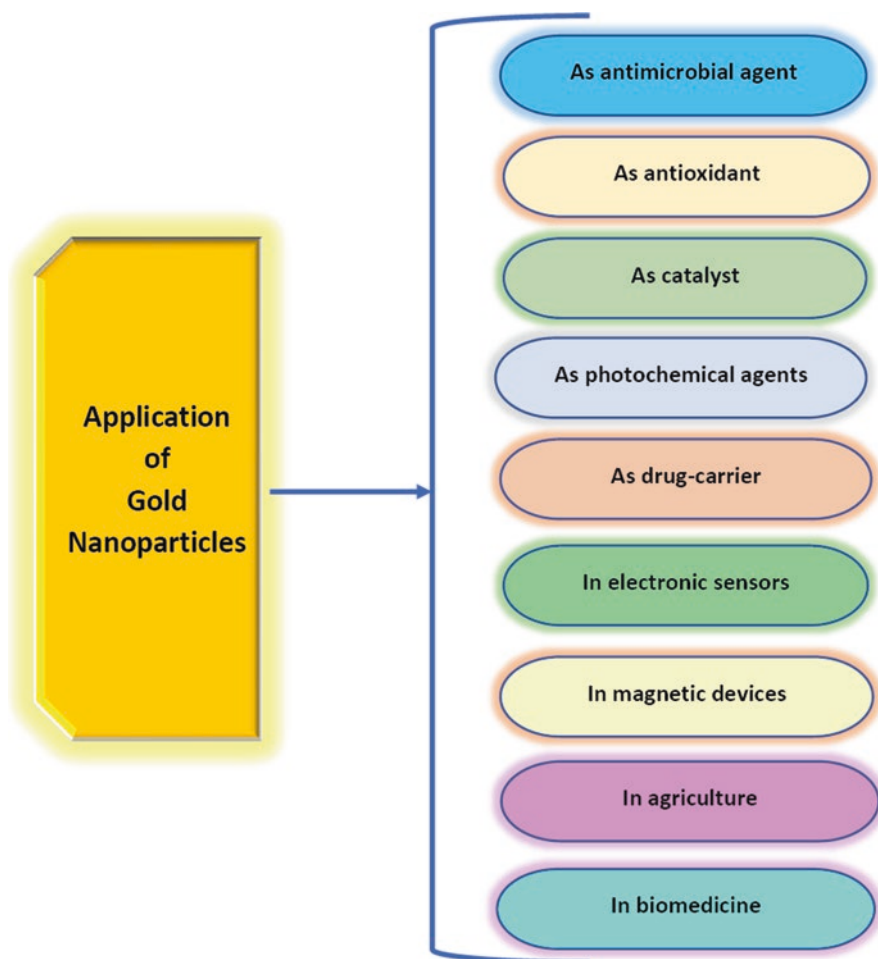 Application
of
Gold
Nanoparticles
As antimicrobial agent
As antioxidant
As catalyst
As photochemical agents
As drug-carrier
In electronic sensors
In magnetic devices
In agriculture
In biomedicine